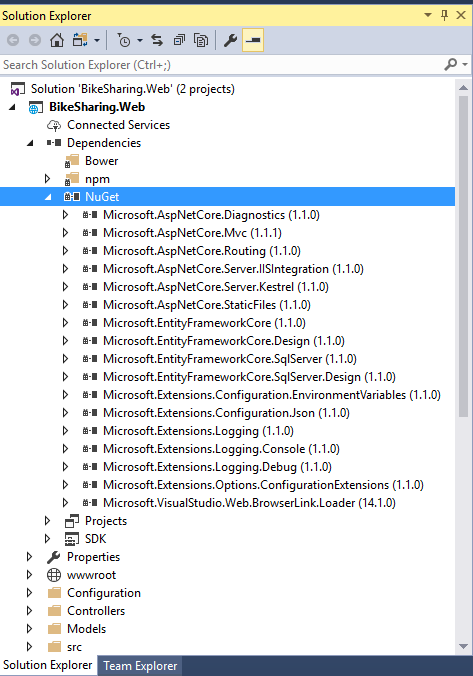 Solution Explorer
Search Solution Explorer (Ctrl+;)
Solution 'BikeSharing.Web' (2 projects)
BikeSharing.Web
Connected Services
Dependencies
Bower
npm
NuGet
Microsoft.AspNetCore.Diagnostics (1.1.0)
Microsoft.AspNetCore.Mvc (1.1.1)
Microsoft.AspNetCore.Routing (1.1.0)
Microsoft.AspNetCore.Server.IISIntegration (1.1.0)
Microsoft.AspNetCore.Server.Kestrel (1.1.0)
Microsoft.AspNetCore.StaticFiles (1.1.0)
Microsoft.EntityFrameworkCore (1.1.0)
Microsoft.EntityFrameworkCore.Design (1.1.0)
Microsoft.EntityFrameworkCore.SqlServer (1.1.0)
Microsoft.EntityFrameworkCore.SqlServer.Design (1.1.0)
Microsoft.Extensions.Configuration.EnvironmentVariables (1.1.0)
Microsoft.Extensions.Configuration.Json (1.1.0)
Microsoft.Extensions.Logging (1.1.0)
Microsoft.Extensions.Logging.Console (1.1.0)
Microsoft.Extensions.Logging.Debug (1.1.0)
Microsoft.Extensions.Options.ConfigurationExtensions (1.1.0)
Microsoft.VisualStudio.Web.BrowserLink.Loader (14.1.0)
Projects
SDK
Properties
wwwroot
Configuration
Controllers
Models
src
Solution Explorer Team Explorer